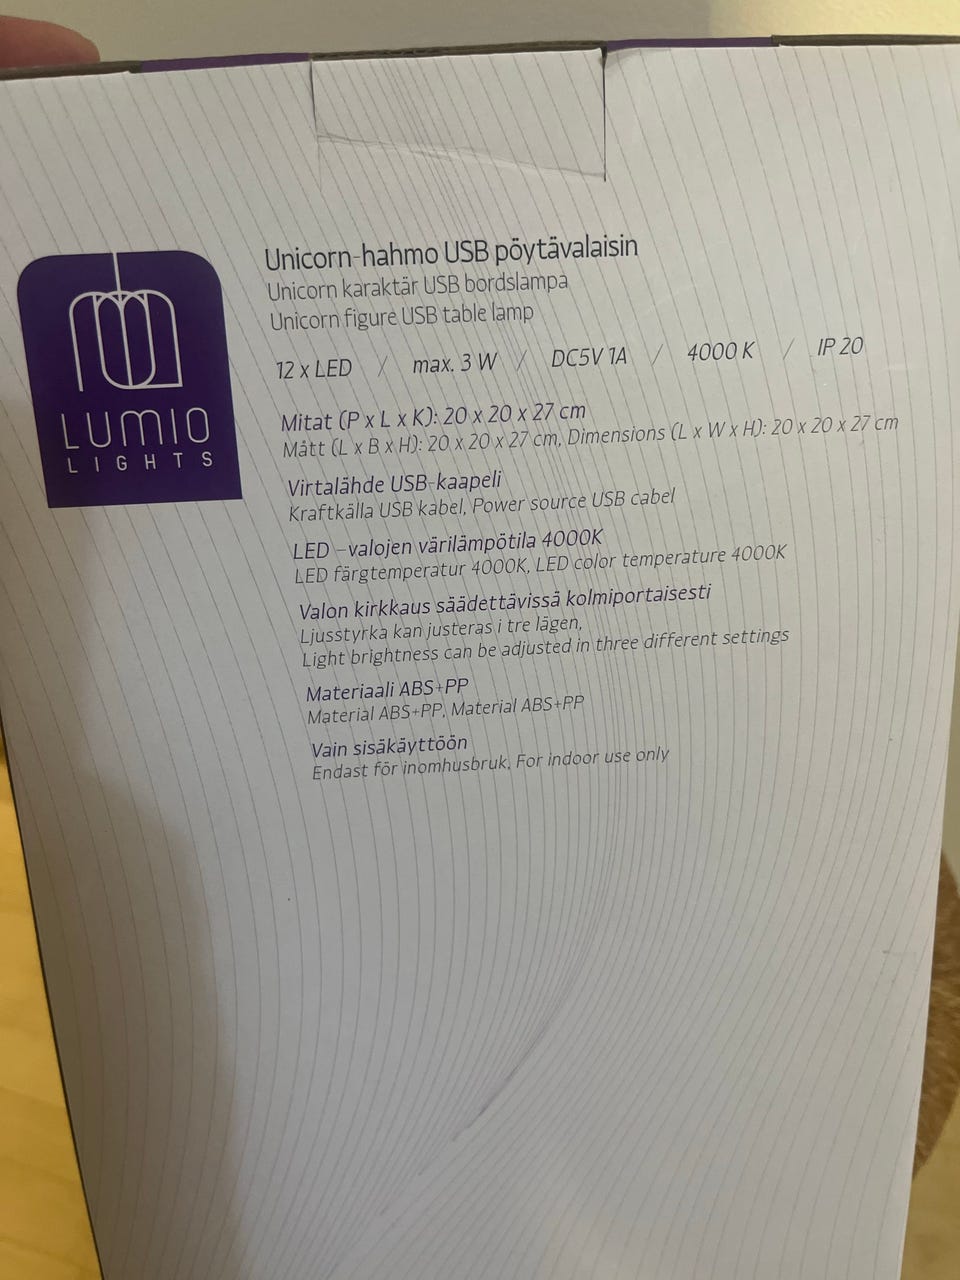 LUMIO
LIGHTS
Unicorn-hahmo USB pöytävalaisin
Unicorn karaktär USB bordslampa
Unicorn figure USB table lamp
12 x LED / max. 3 W / DC5V 1A / 4000 K / IP 20
Mitat (P x L x K): 20 x 20 x 27 cm
Mått (L x B x H): 20 x 20 x 27 cm, Dimensions (L x W x H): 20 x 20 x 27 cm
Virtalähde USB-kaapeli
Kraftkälla USB kabel, Power source USB cabel
LED –valojen värilämpötila 4000K
LED färgtemperatur 4000K, LED color temperature 4000K
Valon kirkkaus säädettävissä kolmiportaisesti
Ljusstyrka kan justeras i tre lägen,
Light brightness can be adjusted in three different settings
Materiaali ABS+PP
Material ABS+PP, Material ABS+PP
Vain sisäkäyttöön
Endast för inomhusbruk, For indoor use only